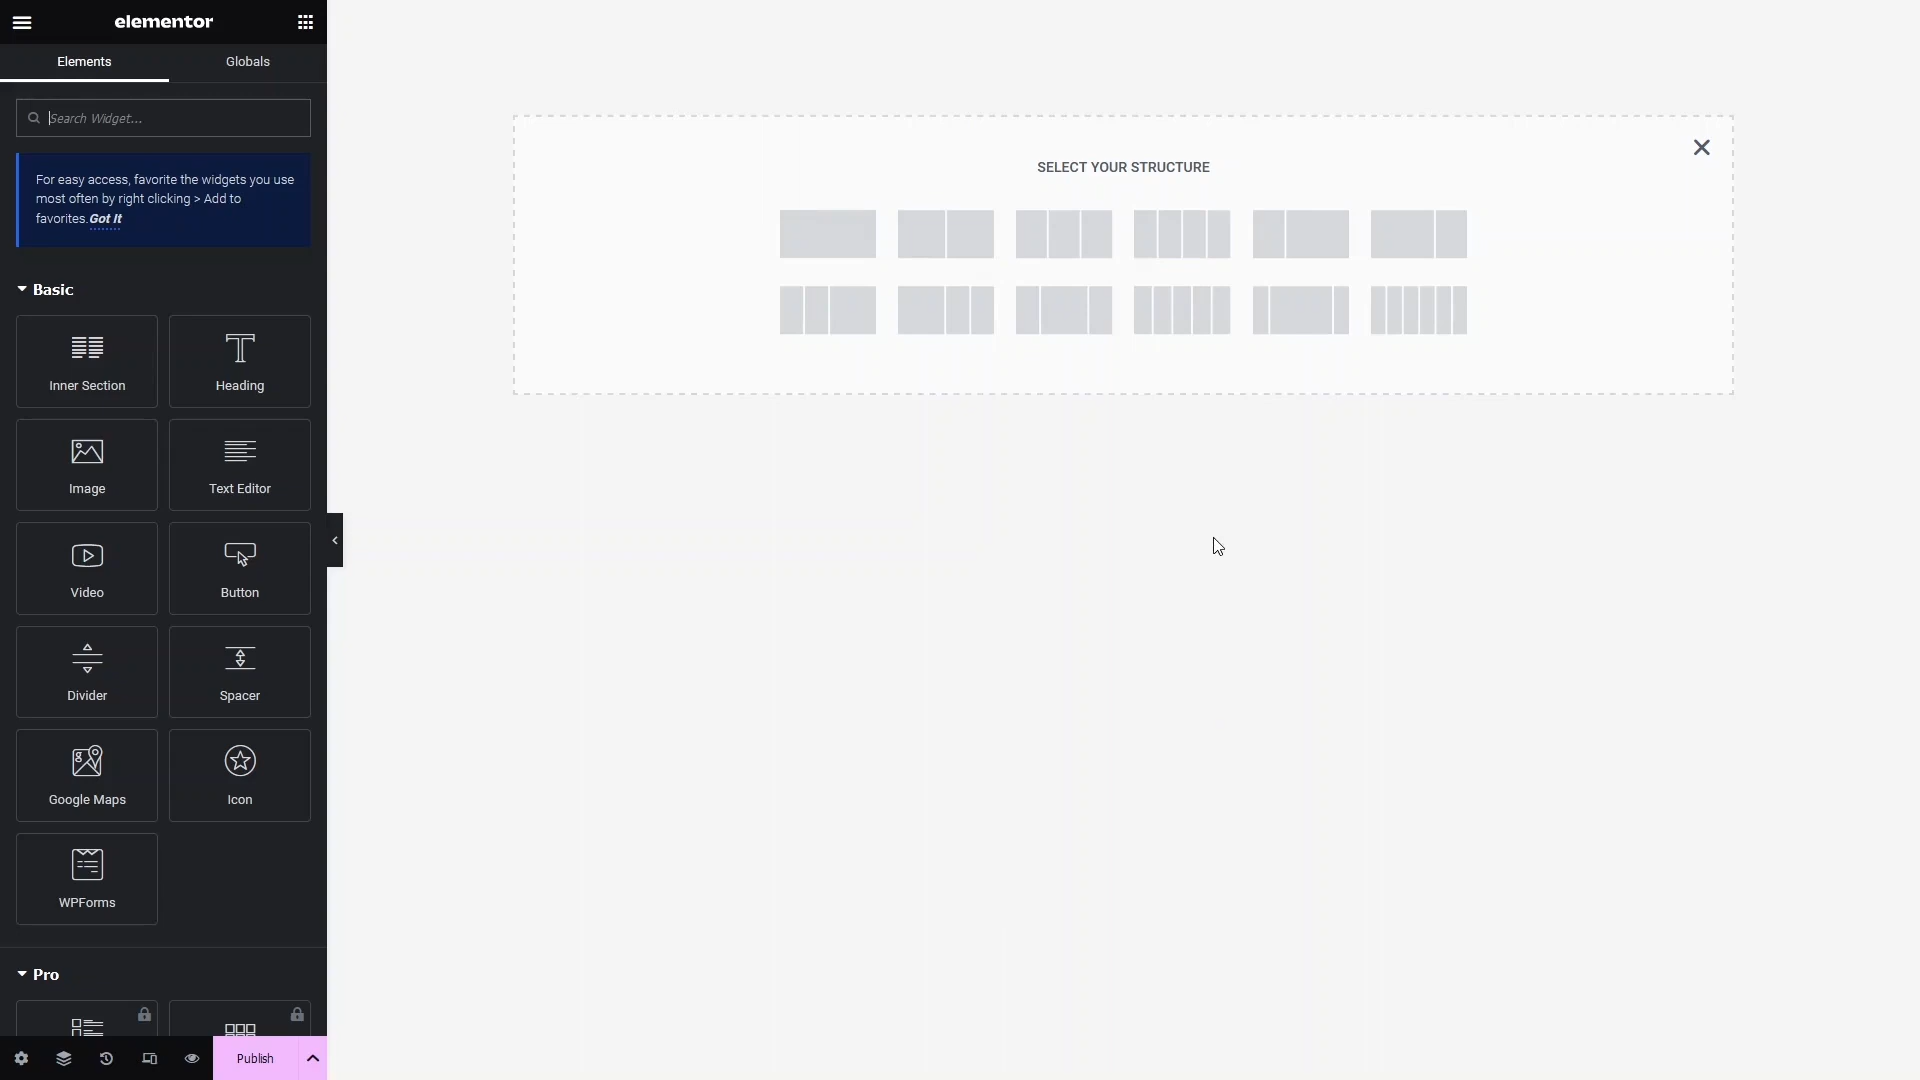 elementor
Elements
Globals
Search Widget...
For easy access, favorite the widgets you use
most often by right clicking > Add to
favorites. Got It
Basic
Inner Section
Heading
Image
Text Editor
Video
Button
Divider
Spacer
Google Maps
Icon
WPForms
Pro
Publish
SELECT YOUR STRUCTURE